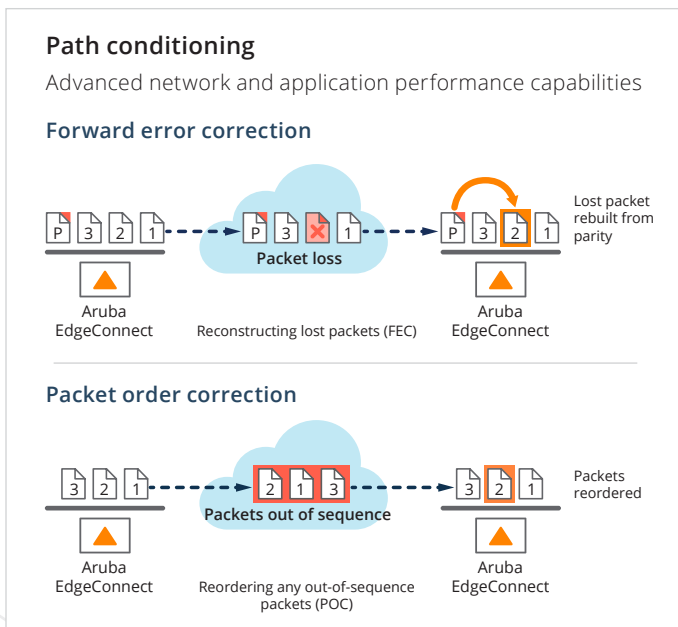 Path conditioning
Advanced network and application performance capabilities
Forward error correction
P 3 2 1
P 3 1
Packet loss
P 3 2 1
Lost packet
rebuilt from
parity
Aruba
EdgeConnect
Reconstructing lost packets (FEC)
Aruba
EdgeConnect
Packet order correction
3 2 1
2 1 3
Packets out of sequence
3 2 1
Packets
reordered
Aruba
EdgeConnect
Reordering any out-of-sequence
packets (POC)
Aruba
EdgeConnect